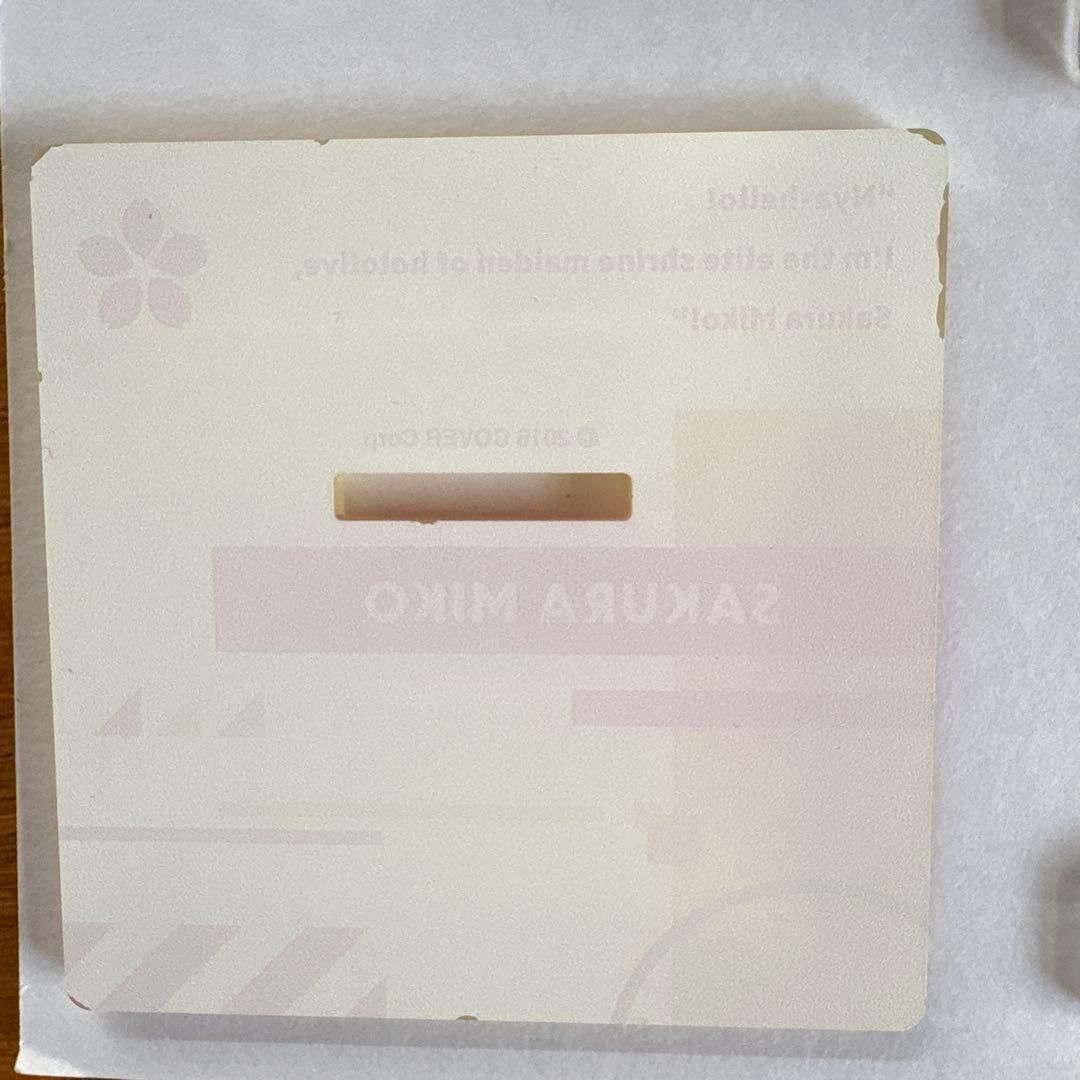 "Nya-hello!
I'm the elite shrine maiden of hololive,
Sakura Miko!"
© 2016 COVER Corp.
SAKURA MIKO